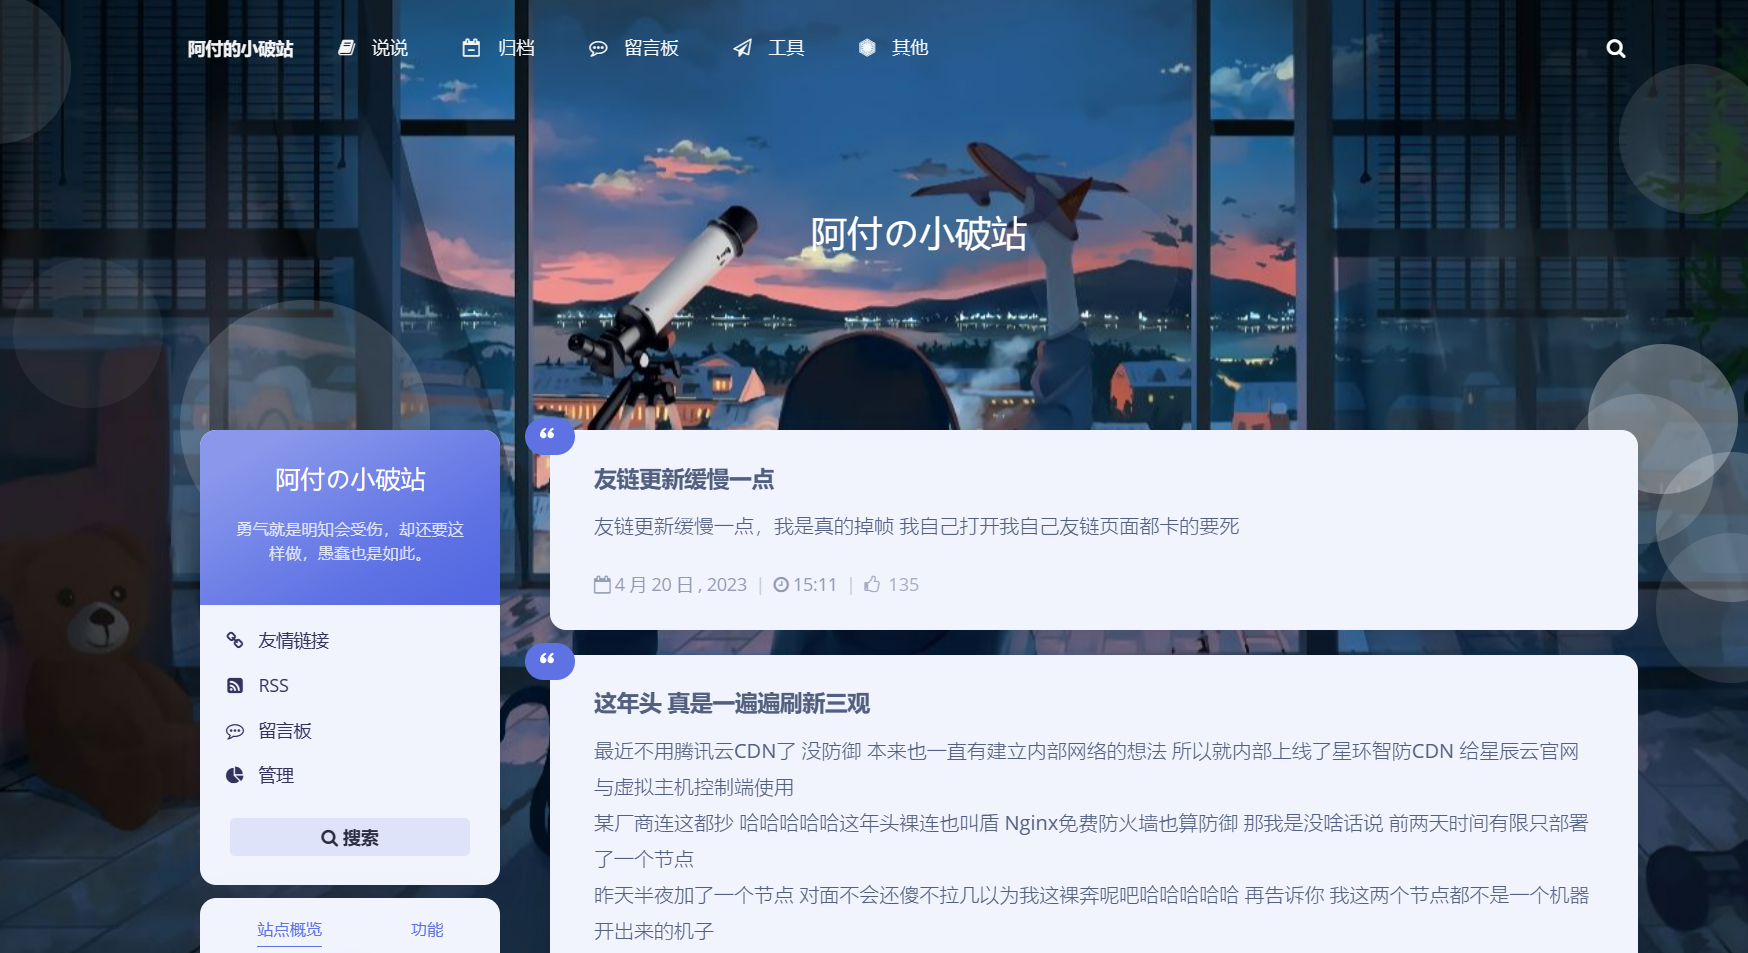 阿付的小破站 说说 归档 留言板 工具 其他
阿付の小破站
阿付の小破站
勇气就是明知会受伤，却还要这
样做，愚蠢也是如此。
友情链接
RSS
留言板
管理
搜索
站点概览 功能
友链更新缓慢一点
友链更新缓慢一点，我是真的掉帧 我自己打开我自己友链页面都卡的要死
4 月 20 日 , 2023 | 15:11 | 135
这年头 真是一遍遍刷新三观
最近不用腾讯云CDN了 没防御 本来也一直有建立内部网络的想法 所以就内部上线了星环智防CDN 给星辰云官网
与虚拟主机控制端使用
某厂商连这都抄 哈哈哈哈哈这年头裸连也叫盾 Nginx免费防火墙也算防御 那我是没啥话说 前两天时间有限只部署
了一个节点
昨天半夜加了一个节点 对面不会还傻不拉几以为我这裸奔呢吧哈哈哈哈哈 再告诉你 我这两个节点都不是一个机器
开出来的机子